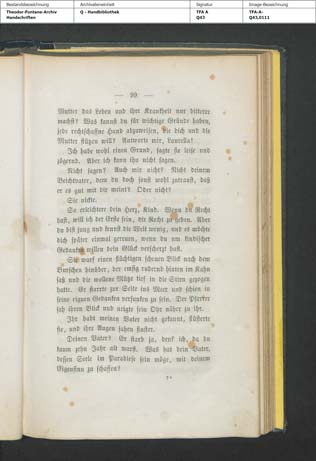 Bestandsbezeichnung Archivalieneinheit Signatur Image-Bezeichnung
Theodor-Fontane-Archiv Q - Handbibliothek TFA A TFA-A-
Handschriften Q43 Q43,0111
— 99 —
Mutter das Leben und ihre Krankheit nur bitterer
machst? Was kannst du für wichtige Gründe haben,
jede rechtschaffne Hand abzuweisen, die dich und die
Mutter stützen will? Antworte mir, Laurella!
Ich habe wohl einen Grund, sagte sie leise und
zögernd. Aber ich kann ihn nicht sagen.
Nicht sagen? Auch mir nicht? Nicht deinem
Beichtvater, dem du doch sonst wohl zutraust, daß
er es gut mit dir meint? Oder nicht?
Sie nickte.
So erleichtere dein Herz, Kind. Wenn du Recht
hast, will ich der Erste sein, dir Recht zu geben. Aber
du bist jung und kennst die Welt wenig, und es möchte
dich später einmal gereuen, wenn du um kindischer
Gedanken willen dein Glück verscherzt hast.
Sie warf einen flüchtigen scheuen Blick nach dem
Burschen hinüber, der emsig rudernd hinten im Kahn
saß und die wollene Mütze tief in die Stirn gezogen
hatte. Er starrte zur Seite ins Meer und schien in
seine eignen Gedanken versunken zu sein. Der Pfarrer
sah ihren Blick und neigte sein Ohr näher zu ihr.
Ihr habt meinen Vater nicht gekannt, flüsterte
sie, und ihre Augen sahen finster.
Deinen Vater? Er starb ja, denk ich, da du
kaum zehn Jahr alt warst. Was hat dein Vater,
dessen Seele im Paradiese sein möge, mit deinem
Eigensinn zu schaffen?
7*